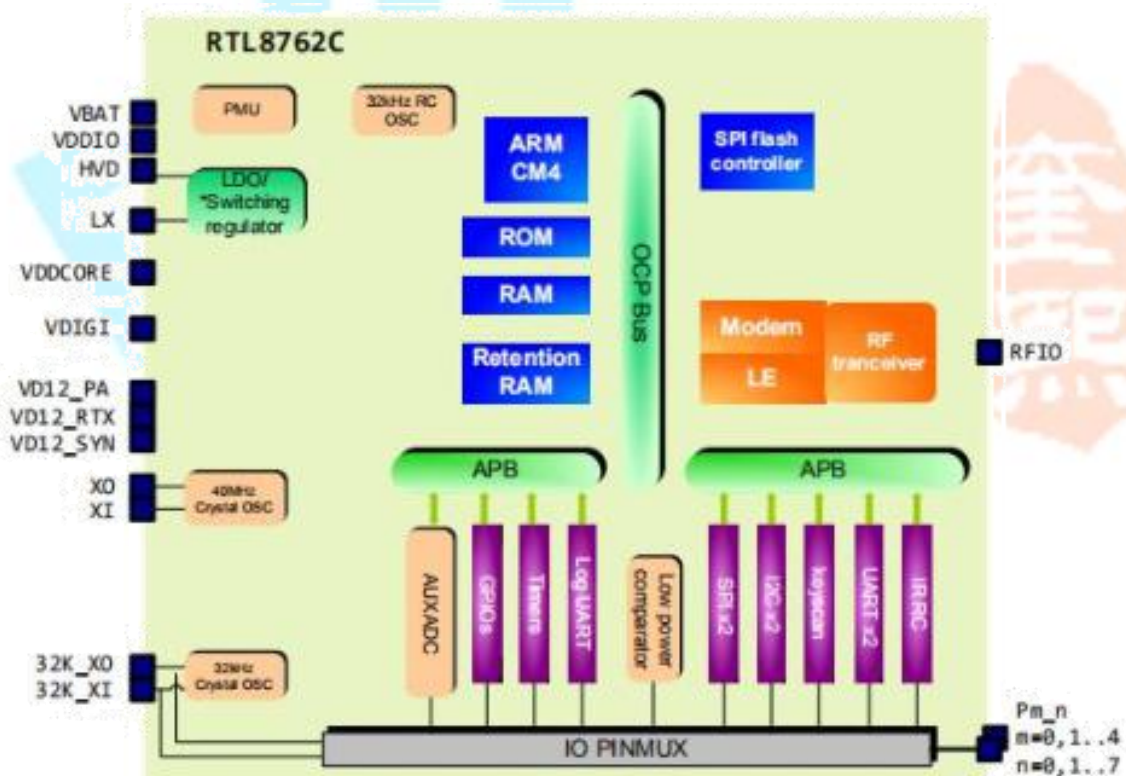 RTL8762C
VBAT
VDDIO
HVD
LX
VDDCORE
VDIGI
VD12_PA
VD12_RTX
VD12_SYN
XO
XI
32K_XO
32K_XI
PMU
32kHz RC
OSC
LDO/
*Switching
regulator
40MHz
Crystal OSC
32kHz
Crystal OSC
ARM
CM4
ROM
RAM
Retention
RAM
OCP Bus
SPI flash
controller
Modem
LE
RF
tranceiver
RFIO
APB
APB
AUXADC
GPIOs
Timers
Log UART
Low power
comparator
SPI x2
I2C x2
keyscan
UART x2
IR RC
IO PINMUX
Pm_n
m=0,1..4
n=0,1..7